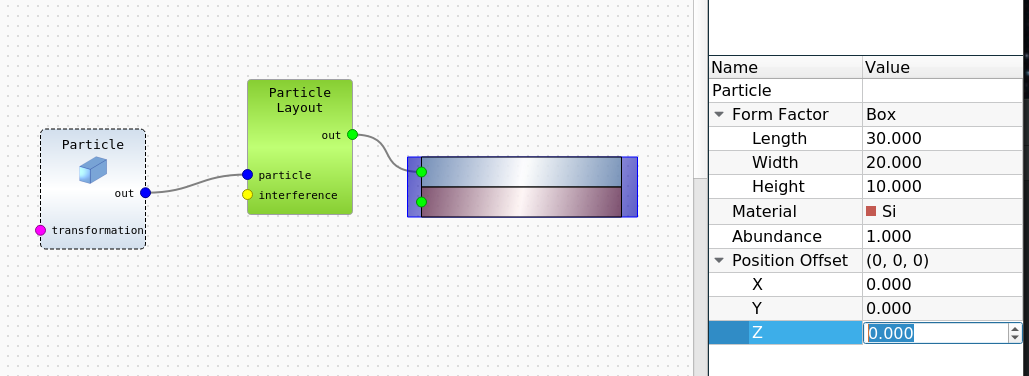 Particle
out
transformation
Particle
Layout
out
particle
interference
Name Value
Particle
Form Factor Box
Length 30.000
Width 20.000
Height 10.000
Material Si
Abundance 1.000
Position Offset (0, 0, 0)
X 0.000
Y 0.000
Z 0.000